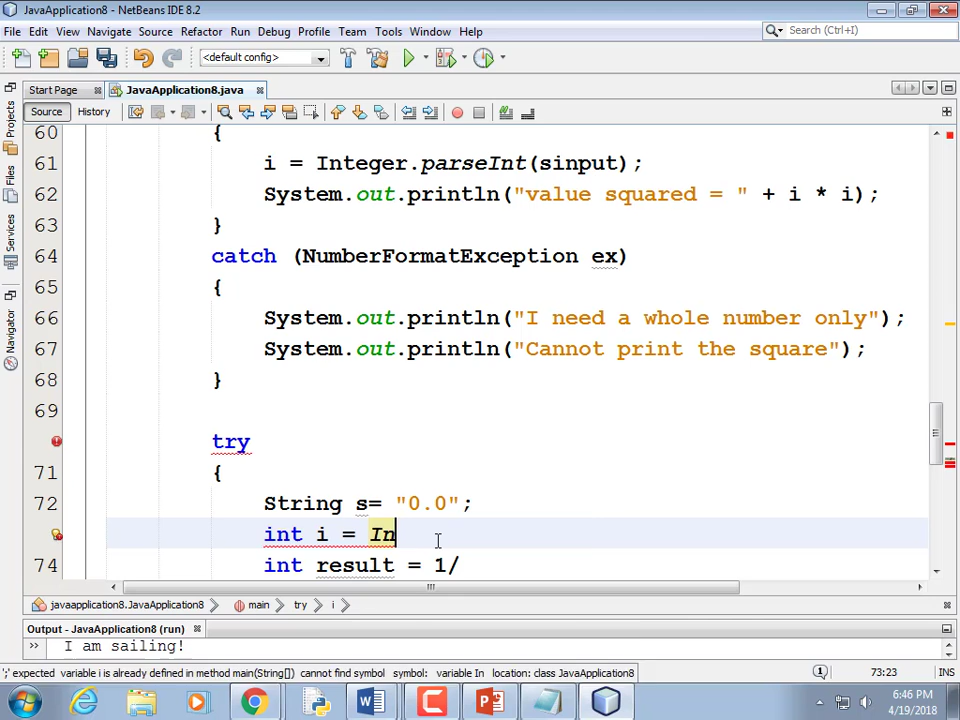 JavaApplication8 - NetBeans IDE 8.2
File Edit View Navigate Source Refactor Run Debug Profile Team Tools Window Help
Search (Ctrl+I)
<default config>
Start Page JavaApplication8.java
Source History
Projects
Files
Services
Navigator
60 {
61 i = Integer.parseInt(sinput);
62 System.out.println("value squared = " + i * i);
63 }
64 catch (NumberFormatException ex)
65 {
66 System.out.println("I need a whole number only");
67 System.out.println("Cannot print the square");
68 }
69
try
71 {
72 String s= "0.0";
int i = In
74 int result = 1/
javaapplication8.JavaApplication8 main try i
Output - JavaApplication8 (run)
I am sailing!
';' expected variable i is already defined in method main(String[]) cannot find symbol symbol: variable In location: class JavaApplication8
1
73:23
INS
6:46 PM
4/19/2018